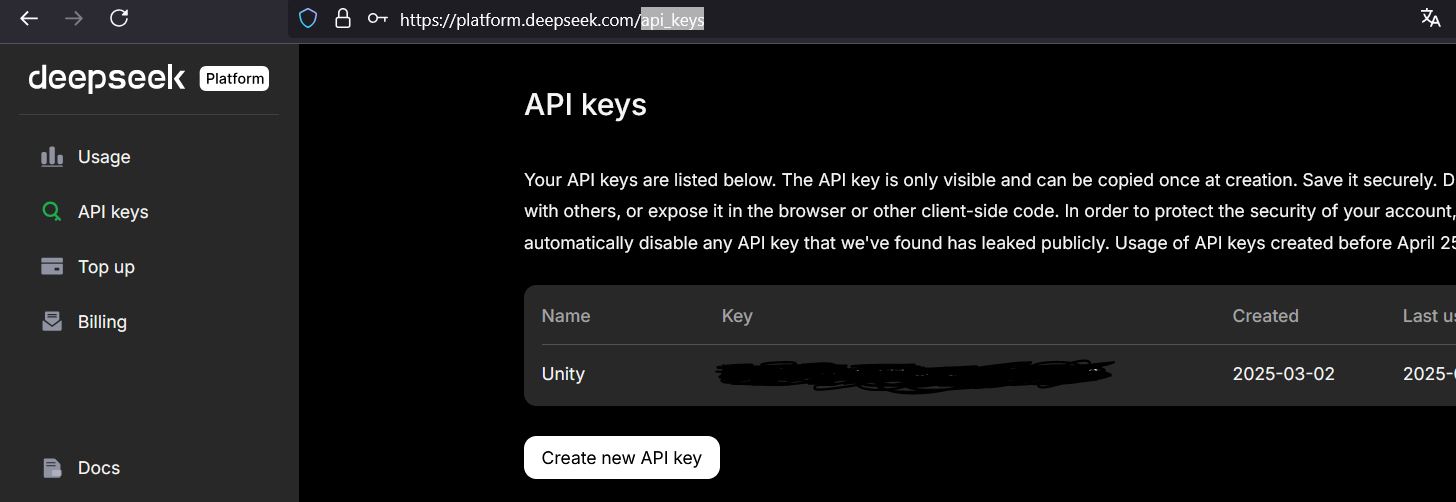 https://platform.deepseek.com/api_keys
deepseek Platform
Usage
API keys
Top up
Billing
Docs
API keys
Your API keys are listed below. The API key is only visible and can be copied once at creation. Save it securely. D
with others, or expose it in the browser or other client-side code. In order to protect the security of your account,
automatically disable any API key that we've found has leaked publicly. Usage of API keys created before April 25
Name Key Created Last us
Unity 2025-03-02 2025-
Create new API key